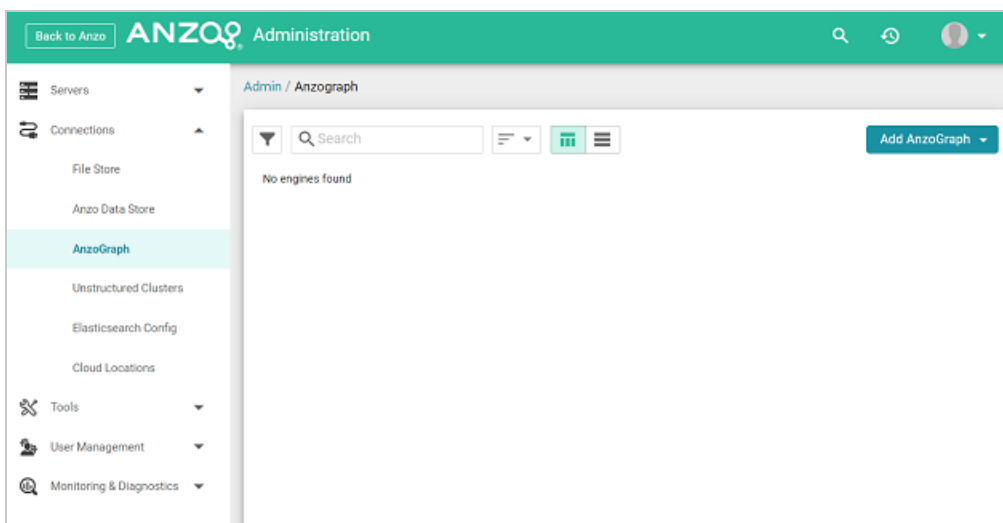 Back to Anzo ANZO Administration
Servers
Connections
File Store
Anzo Data Store
AnzoGraph
Unstructured Clusters
Elasticsearch Config
Cloud Locations
Tools
User Management
Monitoring & Diagnostics
Admin / Anzograph
Search
Add AnzoGraph
No engines found